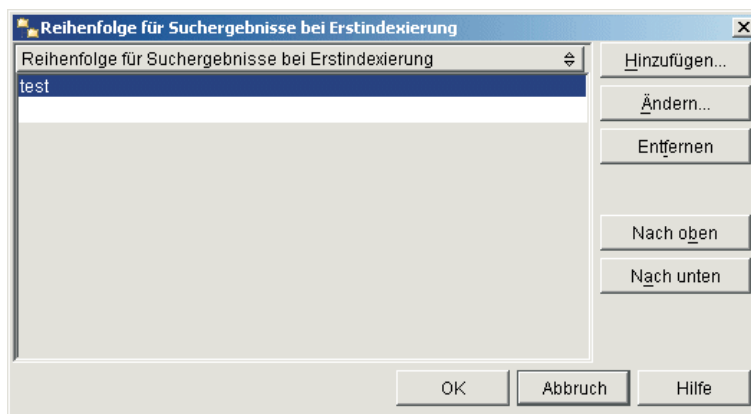 Reihenfolge für Suchergebnisse bei Erstindexierung
Reihenfolge für Suchergebnisse bei Erstindexierung
test
Hinzufügen...
Ändern...
Entfernen
Nach oben
Nach unten
OK
Abbruch
Hilfe